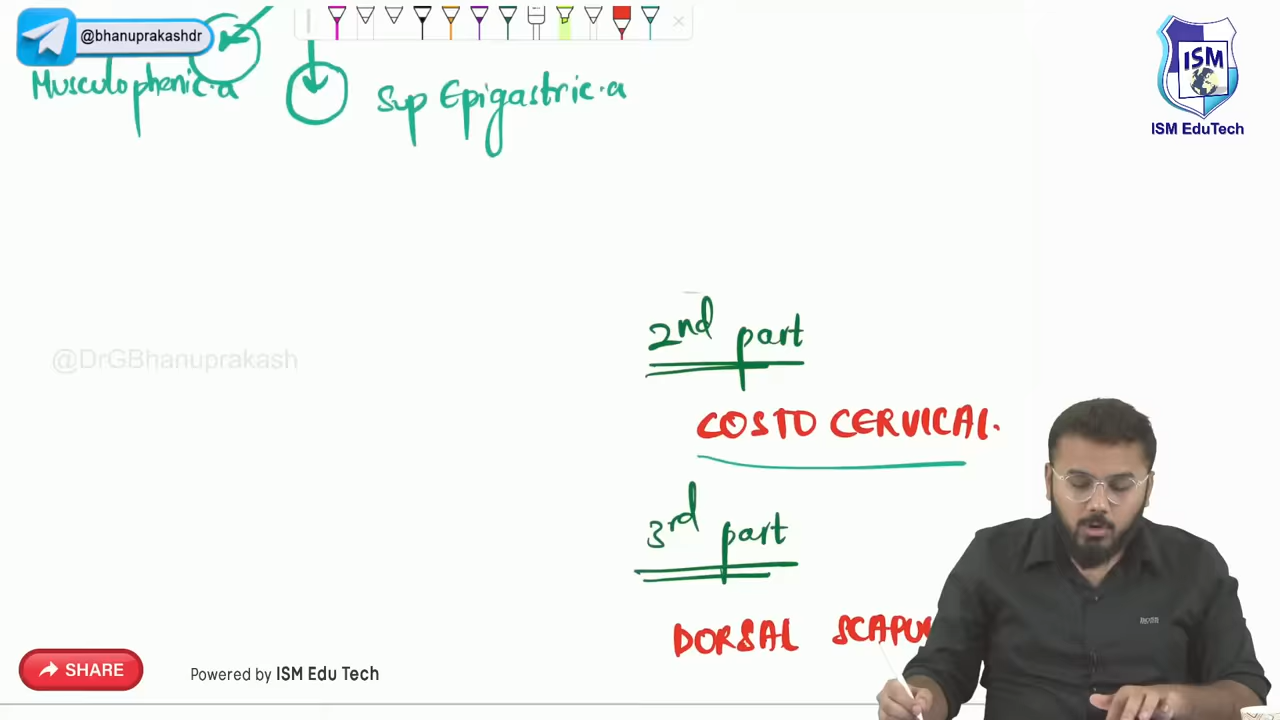 @bhanuprakashdr
Musculophenic.a
Sup Epigastric.a
ISM
ISM EduTech
2nd part
@DrGBhanuprakash
COSTO CERVICAL.
3rd part
DORSAL SCAPU
SHARE
Powered by ISM Edu Tech